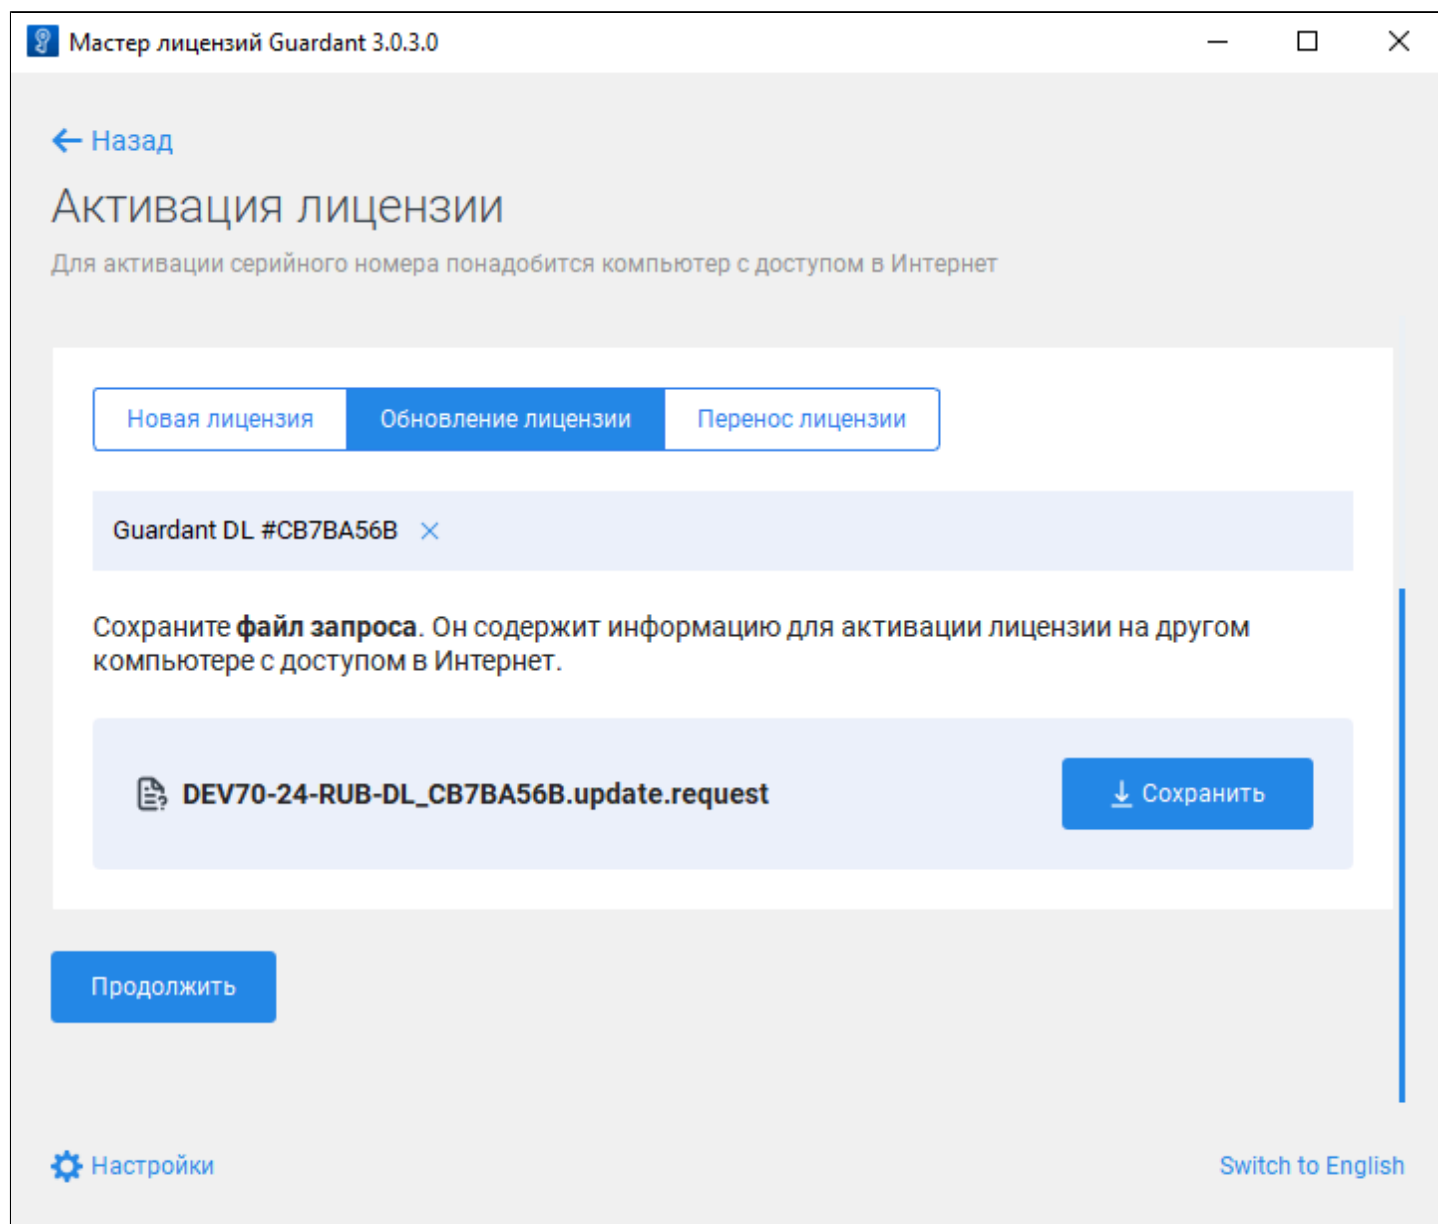 Мастер лицензий Guardant 3.0.3.0
Назад
Активация лицензии
Для активации серийного номера понадобится компьютер с доступом в Интернет
Новая лицензия
Обновление лицензии
Перенос лицензии
Guardant DL #CB7BA56B
Сохраните файл запроса. Он содержит информацию для активации лицензии на другом
компьютере с доступом в Интернет.
DEV70-24-RUB-DL_CB7BA56B.update.request
Сохранить
Продолжить
Настройки
Switch to English